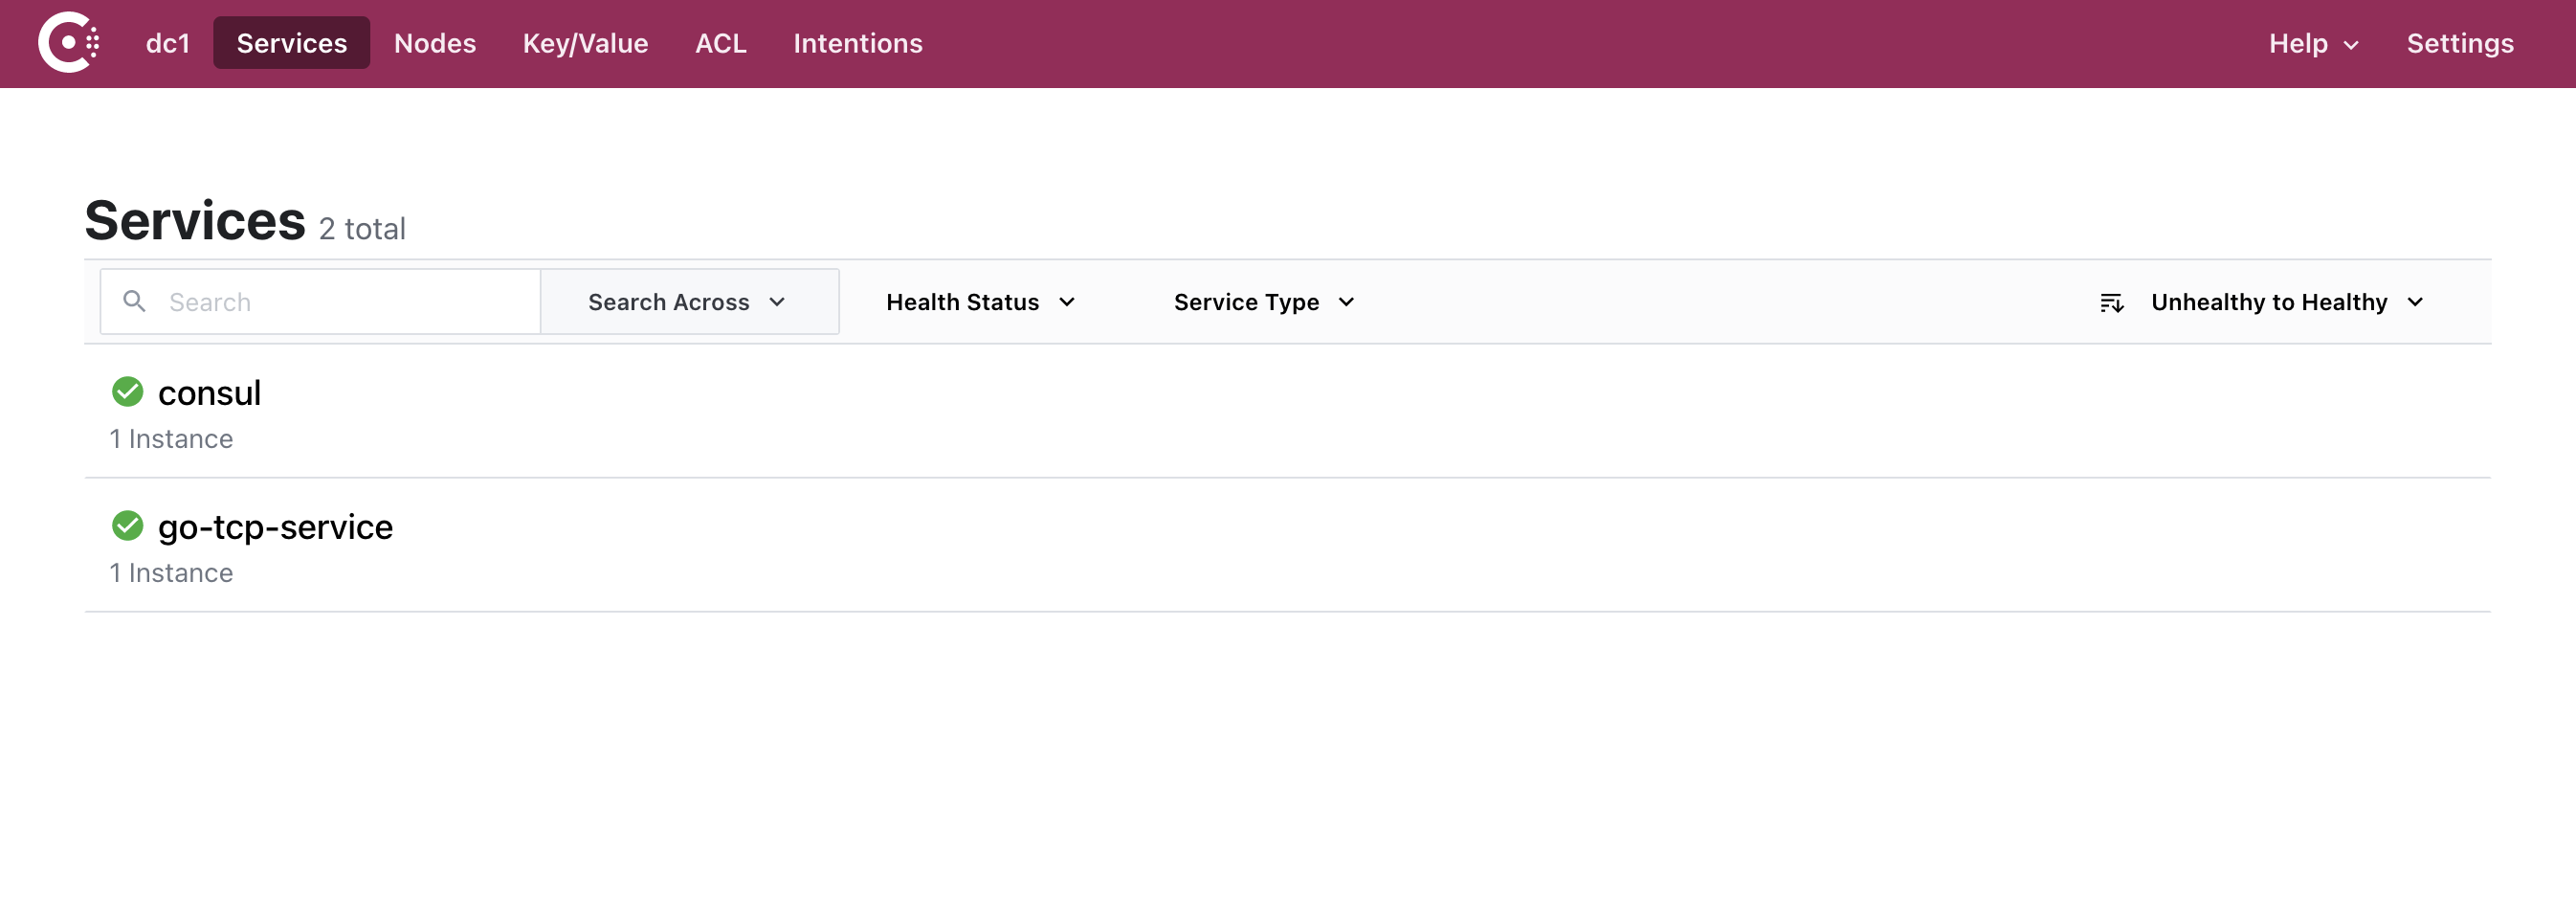 dc1 Services Nodes Key/Value ACL Intentions Help Settings
Services 2 total
Search Search Across Health Status Service Type Unhealthy to Healthy
consul
1 Instance
go-tcp-service
1 Instance